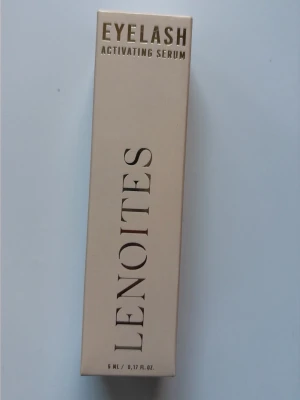 EYELASH
ACTIVATING SERUM
LENOITES
5 ML / 0,17 FL.OZ